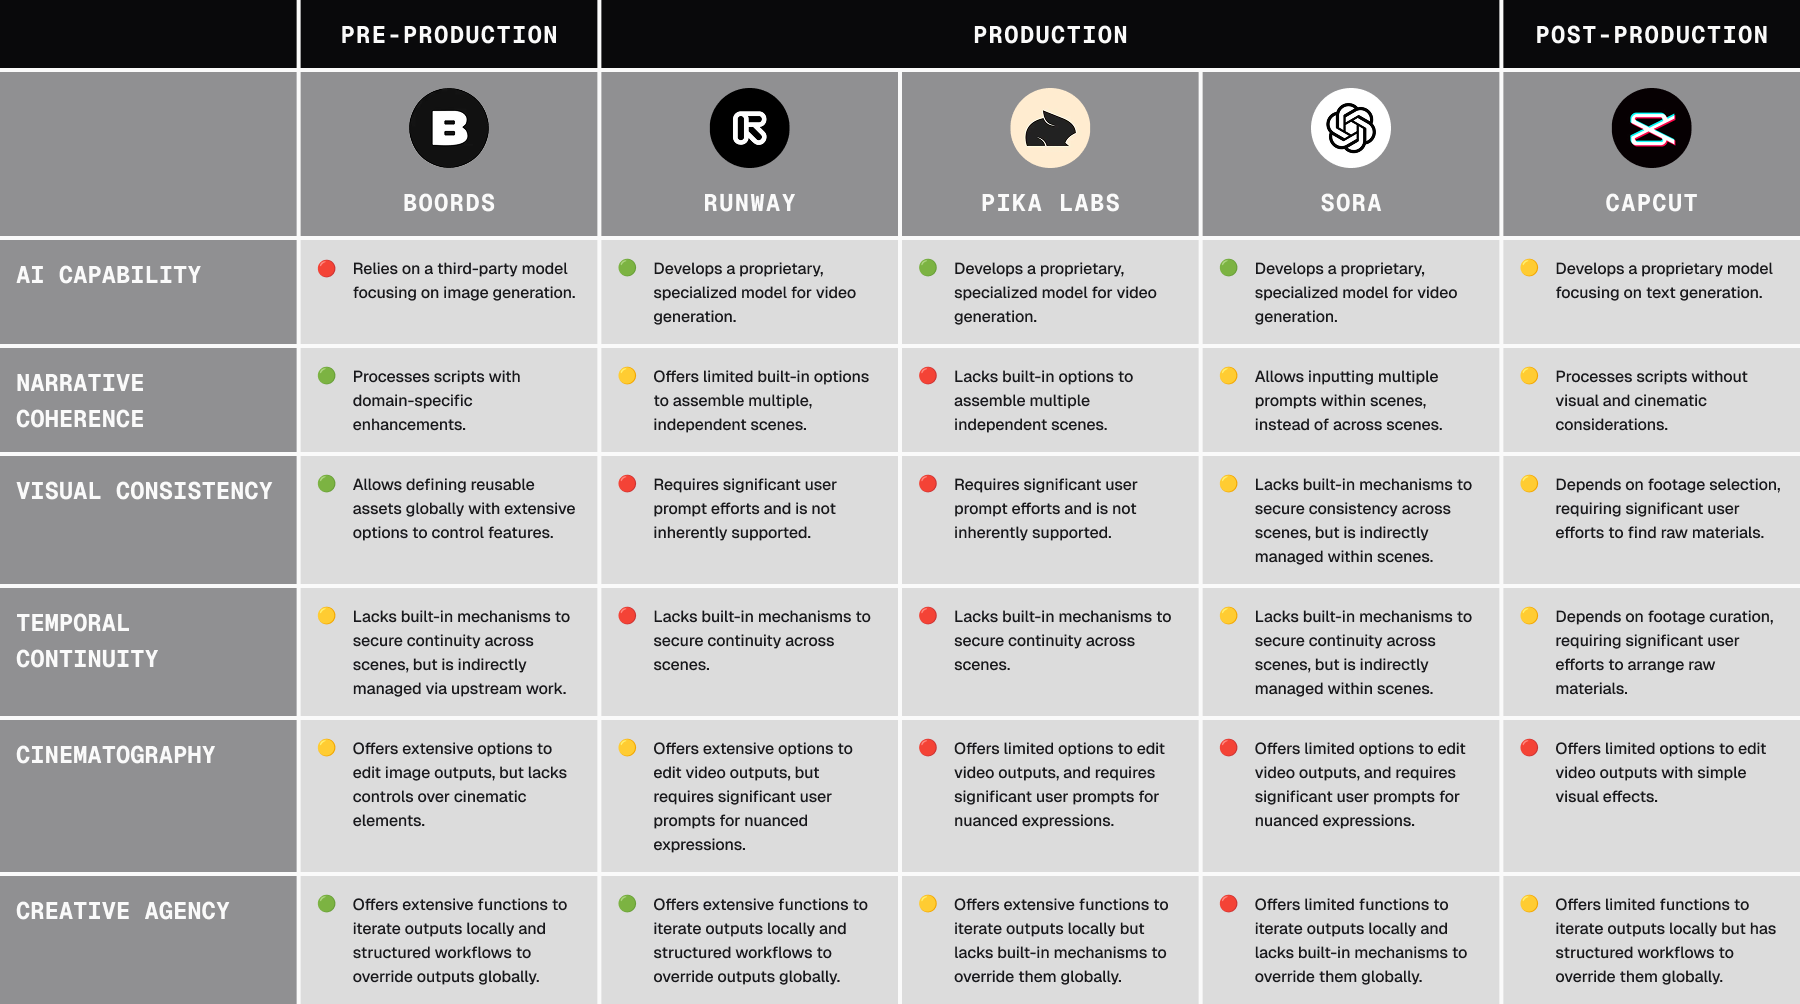 PRE-PRODUCTION
PRODUCTION
POST-PRODUCTION
B
R
BOORDS
RUNWAY
PIKA LABS
SORA
CAPCUT
AI CAPABILITY
Relies on a third-party model
focusing on image generation.
Develops a proprietary,
specialized model for video
generation.
Develops a proprietary,
specialized model for video
generation.
Develops a proprietary,
specialized model for video
generation.
Develops a proprietary model
focusing on text generation.
NARRATIVE
COHERENCE
Processes scripts with
domain-specific
enhancements.
Offers limited built-in options
to assemble multiple,
independent scenes.
Lacks built-in options to
assemble multiple
independent scenes.
Allows inputting multiple
prompts within scenes,
instead of across scenes.
Processes scripts without
visual and cinematic
considerations.
VISUAL CONSISTENCY
Allows defining reusable
assets globally with extensive
options to control features.
Requires significant user
prompt efforts and is not
inherently supported.
Requires significant user
prompt efforts and is not
inherently supported.
Lacks built-in mechanisms to
secure consistency across
scenes, but is indirectly
managed within scenes.
Depends on footage selection,
requiring significant user
efforts to find raw materials.
TEMPORAL
CONTINUITY
Lacks built-in mechanisms to
secure continuity across
scenes, but is indirectly
managed via upstream work.
Lacks built-in mechanisms to
secure continuity across
scenes.
Lacks built-in mechanisms to
secure continuity across
scenes.
Lacks built-in mechanisms to
secure continuity across
scenes, but is indirectly
managed within scenes.
Depends on footage curation,
requiring significant user
efforts to arrange raw
materials.
CINEMATOGRAPHY
Offers extensive options to
edit image outputs, but lacks
controls over cinematic
elements.
Offers extensive options to
edit video outputs, but
requires significant user
prompts for nuanced
expressions.
Offers limited options to edit
video outputs, and requires
significant user prompts for
nuanced expressions.
Offers limited options to edit
video outputs, and requires
significant user prompts for
nuanced expressions.
Offers limited options to edit
video outputs with simple
visual effects.
CREATIVE AGENCY
Offers extensive functions to
iterate outputs locally and
structured workflows to
override outputs globally.
Offers extensive functions to
iterate outputs locally and
structured workflows to
override outputs globally.
Offers extensive functions to
iterate outputs locally but
lacks built-in mechanisms to
override them globally.
Offers limited functions to
iterate outputs locally and
lacks built-in mechanisms to
override them globally.
Offers limited functions to
iterate outputs locally but has
structured workflows to
override them globally.